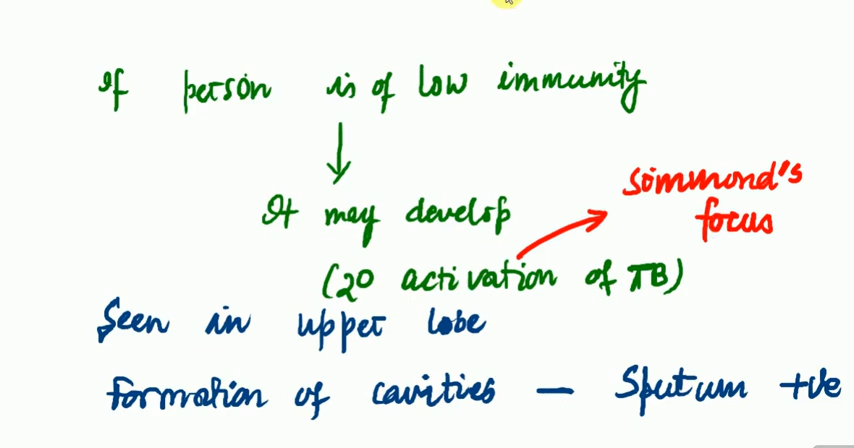 If person is of low immunity
It may develop
(20 activation of TB)
Simmond's
focus
Seen in upper lobe
formation of cavities — Sputum +ve